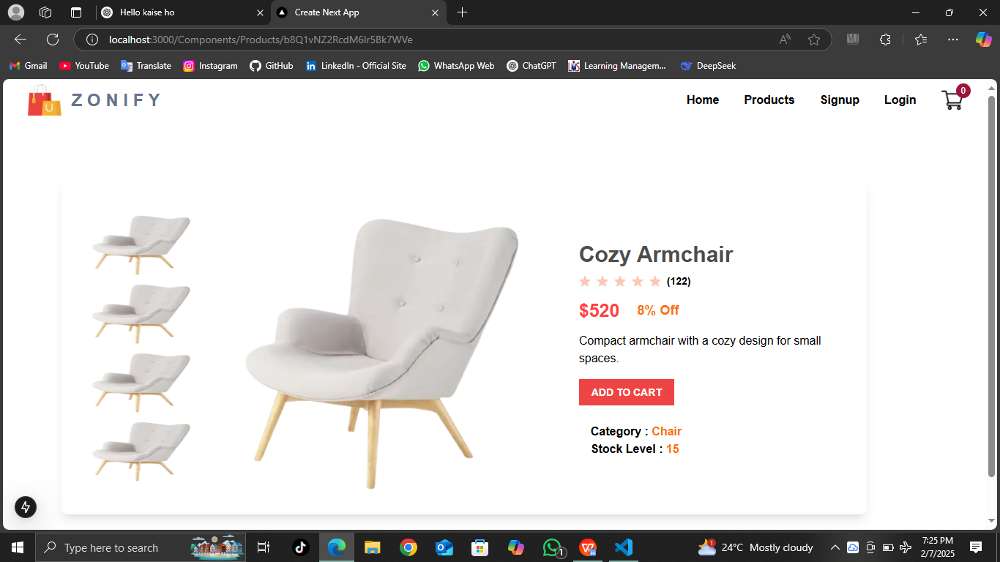 Hello kaise ho
Create Next App
localhost:3000/Components/Products/b8Q1vNZ2RcdM6lr5Bk7WVe
Gmail
YouTube
Translate
Instagram
GitHub
LinkedIn - Official Site
WhatsApp Web
ChatGPT
Learning Managem...
DeepSeek
ZONIFY
Home
Products
Signup
Login
0
Cozy Armchair
(122)
$520 8% Off
Compact armchair with a cozy design for small
spaces.
ADD TO CART
Category : Chair
Stock Level : 15
Type here to search
1
1
24°C Mostly cloudy
7:25 PM
2/7/2025